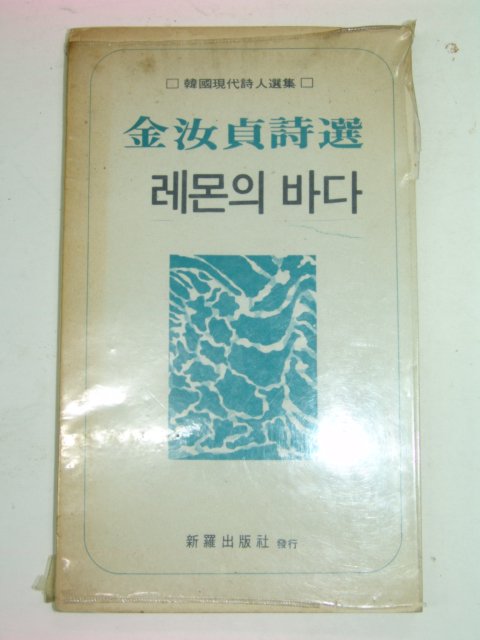 □ 韓國現代詩人選集 □
金汝貞詩選
레몬의 바다
新羅出版社 發行